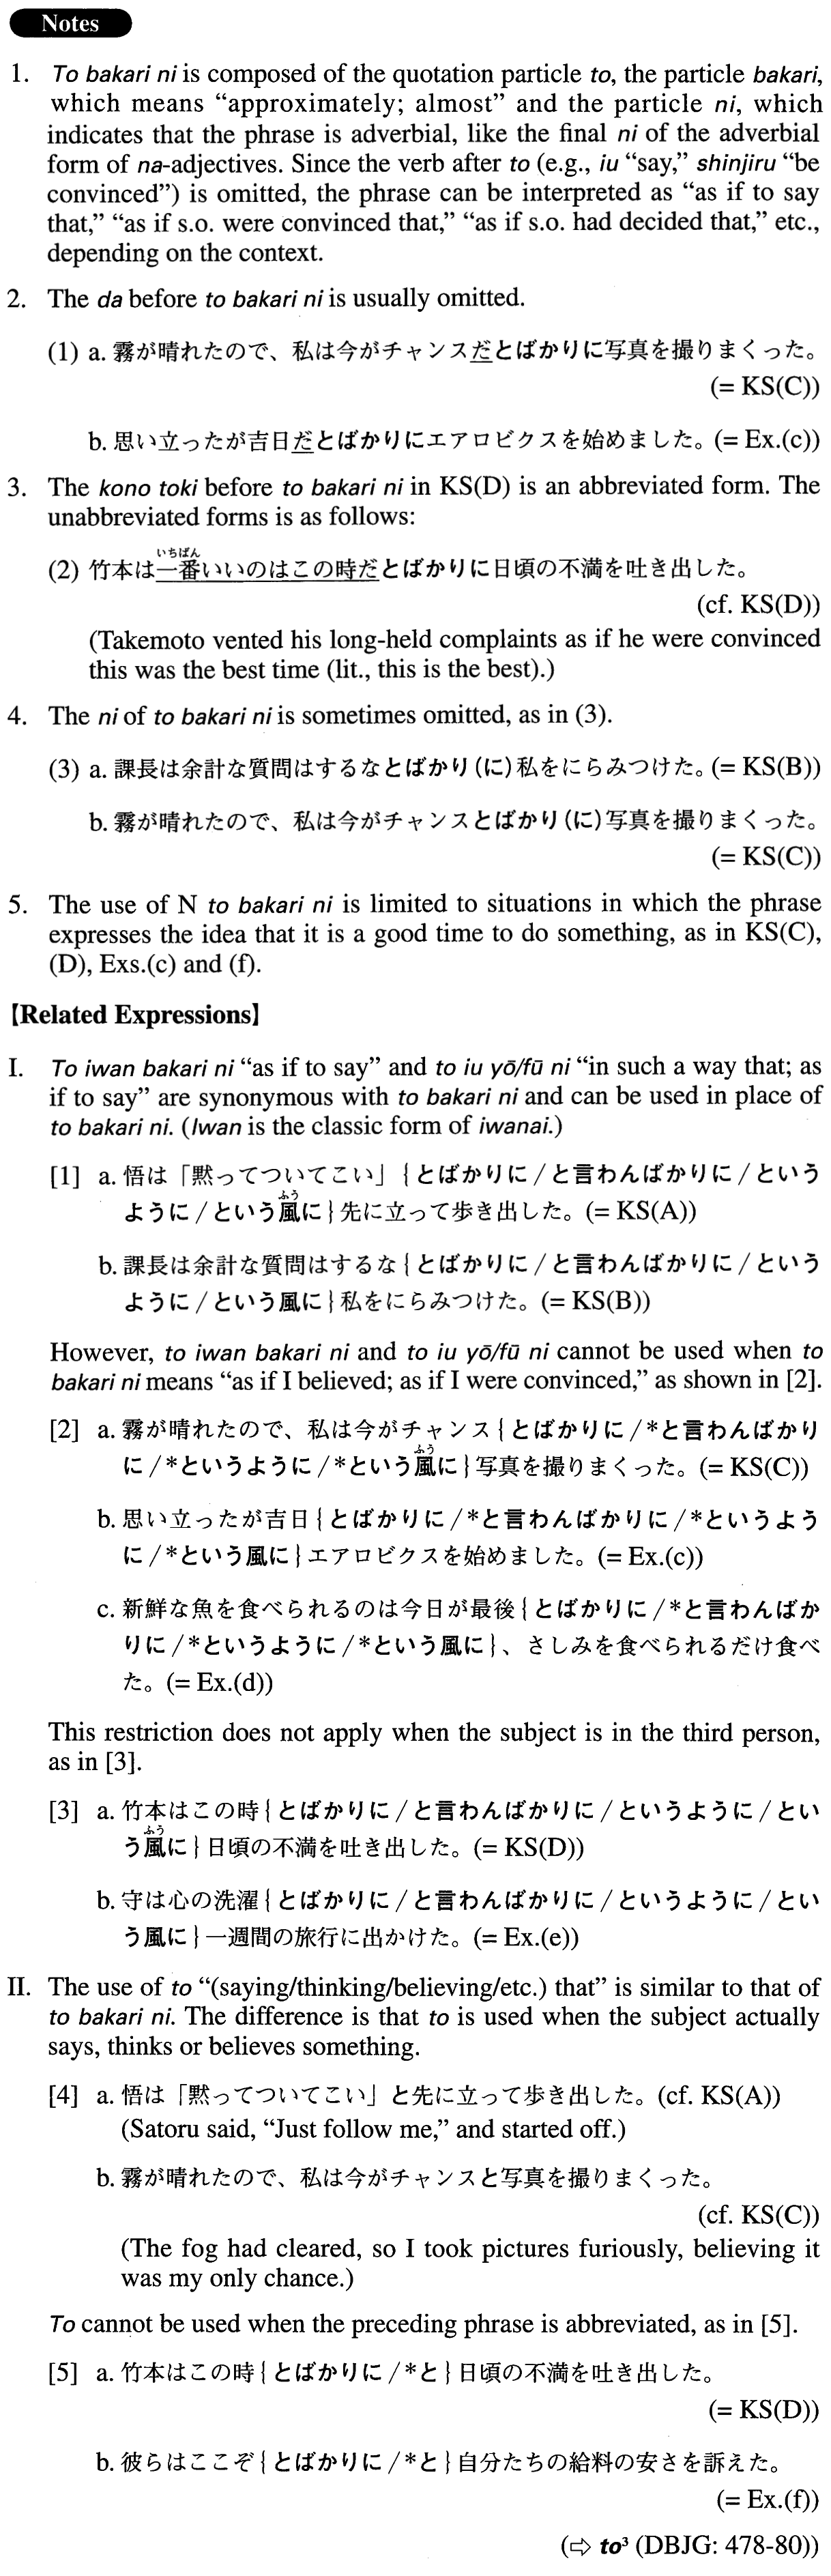 Notes
1. To bakari ni is composed of the quotation particle to, the particle bakari,
which means “approximately; almost” and the particle ni, which
indicates that the phrase is adverbial, like the final ni of the adverbial
form of na-adjectives. Since the verb after to (e.g., iu “say,” shinjiru “be
convinced”) is omitted, the phrase can be interpreted as “as if to say
that,” “as if s.o. were convinced that,” “as if s.o. had decided that,” etc.,
depending on the context.
2. The da before to bakari ni is usually omitted.
(1) a. 霧が晴れたので、私は今がチャンスだとばかりに写真を撮りまくった。
(= KS(C))
b. 思い立ったが吉日だとばかりにエアロビクスを始めました。(= Ex.(c))
3. The kono toki before to bakari ni in KS(D) is an abbreviated form. The
unabbreviated forms is as follows:
いちばん
(2) 竹本は一番いいのはこの時だとばかりに日頃の不満を吐き出した。
(cf. KS(D))
(Takemoto vented his long-held complaints as if he were convinced
this was the best time (lit., this is the best).)
4. The ni of to bakari ni is sometimes omitted, as in (3).
(3) a. 課長は余計な質問はするなとばかり(に)私をにらみつけた。(= KS(B))
b. 霧が晴れたので、私は今がチャンスとばかり(に)写真を撮りまくった。
(= KS(C))
5. The use of N to bakari ni is limited to situations in which the phrase
expresses the idea that it is a good time to do something, as in KS(C),
(D), Exs.(c) and (f).
【Related Expressions】
I. To iwan bakari ni “as if to say” and to iu yō/fū ni “in such a way that; as
if to say” are synonymous with to bakari ni and can be used in place of
to bakari ni. (Iwan is the classic form of iwanai.)
[1] a. 悟は「黙ってついてこい」{とばかりに/と言わんばかりに/という
ふう
ように/という風に}先に立って歩き出した。(= KS(A))
b. 課長は余計な質問はするな{とばかりに/と言わんばかりに/という
ように/という風に}私をにらみつけた。(= KS(B))
However, to iwan bakari ni and to iu yō/fū ni cannot be used when to
bakari ni means “as if I believed; as if I were convinced,” as shown in [2].
[2] a. 霧が晴れたので、私は今がチャンス{とばかりに/*と言わんばかり
ふう
に/*というように/*という風に}写真を撮りまくった。(= KS(C))
b. 思い立ったが吉日{とばかりに/*と言わんばかりに/*というよう
に/*という風に}エアロビクスを始めました。(= Ex.(c))
c. 新鮮な魚を食べられるのは今日が最後{とばかりに/*と言わんばか
りに/*というように/*という風に}、さしみを食べられるだけ食べ
た。(= Ex.(d))
This restriction does not apply when the subject is in the third person,
as in [3].
[3] a. 竹本はこの時{とばかりに/と言わんばかりに/というように/とい
ふう
う風に}日頃の不満を吐き出した。(= KS(D))
b. 守は心の洗濯{とばかりに/と言わんばかりに/というように/とい
う風に}一週間の旅行に出かけた。(= Ex.(e))
II. The use of to “(saying/thinking/believing/etc.) that” is similar to that of
to bakari ni. The difference is that to is used when the subject actually
says, thinks or believes something.
[4] a. 悟は「黙ってついてこい」と先に立って歩き出した。(cf. KS(A))
(Satoru said, “Just follow me,” and started off.)
b. 霧が晴れたので、私は今がチャンスと写真を撮りまくった。
(cf. KS(C))
(The fog had cleared, so I took pictures furiously, believing it
was my only chance.)
To cannot be used when the preceding phrase is abbreviated, as in [5].
[5] a. 竹本はこの時{とばかりに/*と}日頃の不満を吐き出した。
(= KS(D))
b. 彼らはここぞ{とばかりに/*と}自分たちの給料の安さを訴えた。
(= Ex.(f))
(⇨ to³ (DBJG: 478-80))